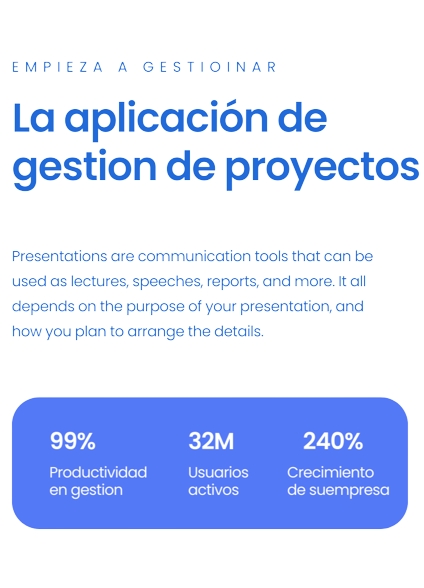 EMPIEZA A GESTIOINAR
La aplicación de
gestion de proyectos
Presentations are communication tools that can be
used as lectures, speeches, reports, and more. It all
depends on the purpose of your presentation, and
how you plan to arrange the details.
99%
Productividad
en gestion
32M
Usuarios
activos
240%
Crecimiento
de suempresa